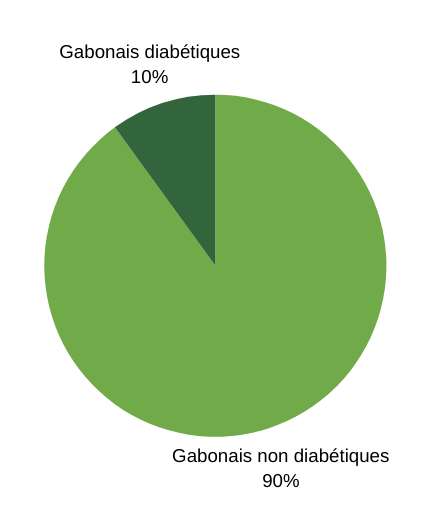 Gabonais diabétiques
10%
Gabonais non diabétiques
90%